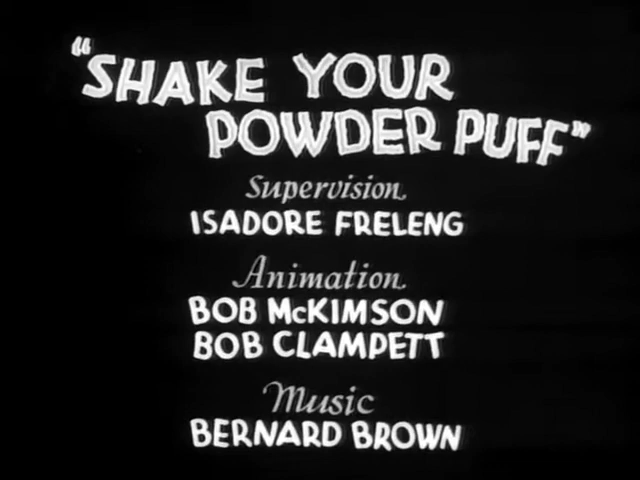 "SHAKE YOUR
POWDER PUFF"
Supervision
ISADORE FRELENG
Animation
BOB McKIMSON
BOB CLAMPETT
Music
BERNARD BROWN